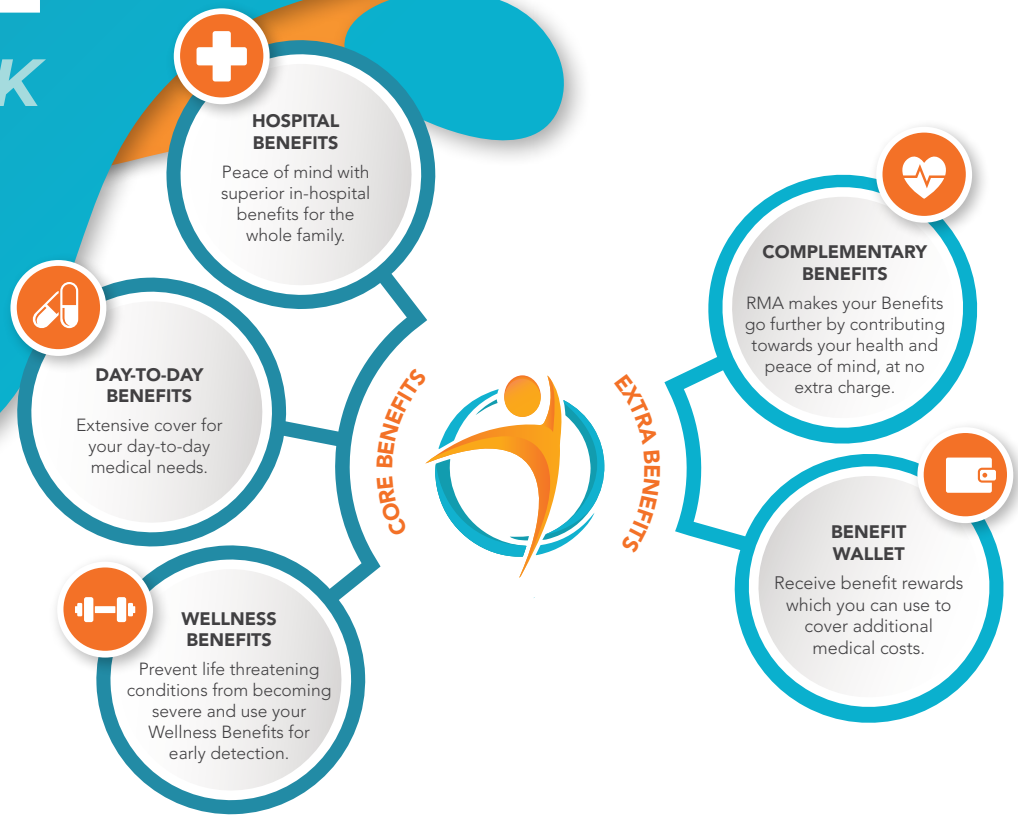 K
HOSPITAL
BENEFITS
Peace of mind with
superior in-hospital
benefits for the
whole family.
DAY-TO-DAY
BENEFITS
Extensive cover for
your day-to-day
medical needs.
WELLNESS
BENEFITS
Prevent life threatening
conditions from becoming
severe and use your
Wellness Benefits for
early detection.
CORE BENEFITS
EXTRA BENEFITS
COMPLEMENTARY
BENEFITS
RMA makes your Benefits
go further by contributing
towards your health and
peace of mind, at no
extra charge.
BENEFIT
WALLET
Receive benefit rewards
which you can use to
cover additional
medical costs.